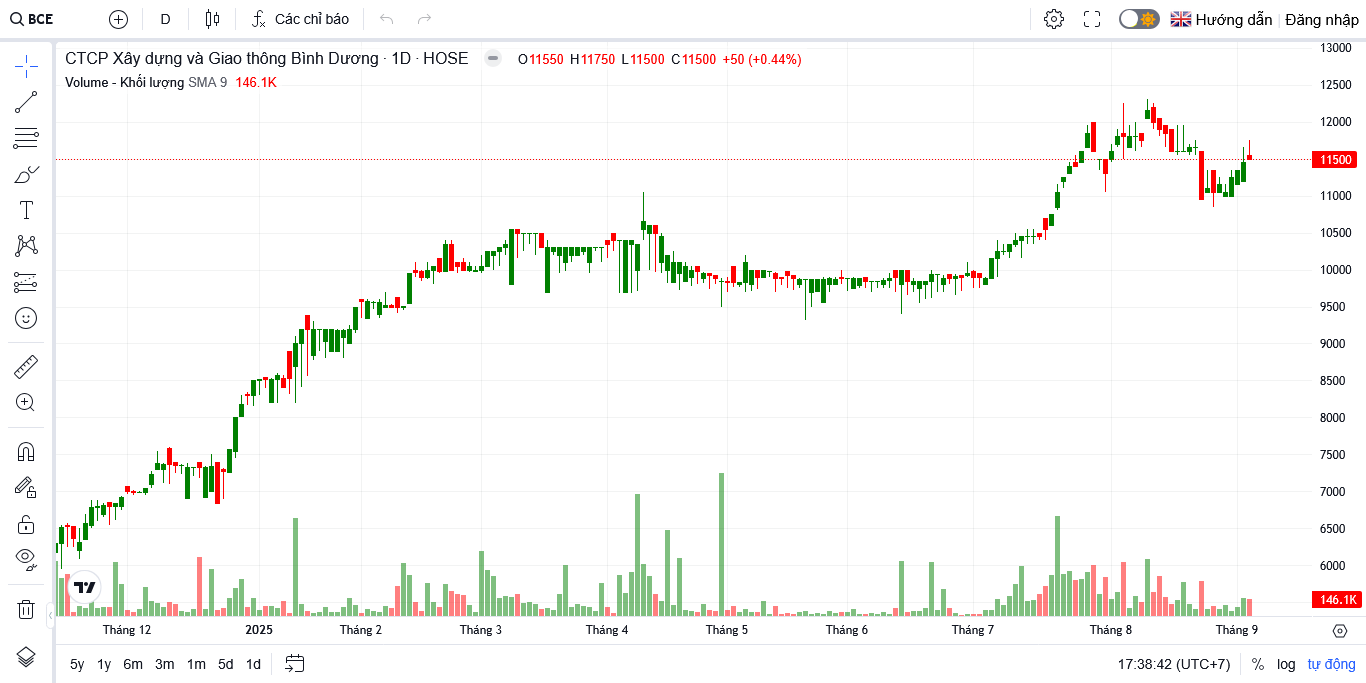 BCE D Các chỉ báo Hướng dẫn Đăng nhập
CTCP Xây dựng và Giao thông Bình Dương · 1D · HOSE O11550 H11750 L11500 C11500 +50 (+0.44%)
Volume - Khối lượng SMA 9 146.1K
13000
12500
12000
11500
11000
10500
10000
9500
9000
8500
8000
7500
7000
6500
6000
146.1K
Tháng 12 2025 Tháng 2 Tháng 3 Tháng 4 Tháng 5 Tháng 6 Tháng 7 Tháng 8 Tháng 9
5y 1y 6m 3m 1m 5d 1d 17:38:42 (UTC+7) % log tự động